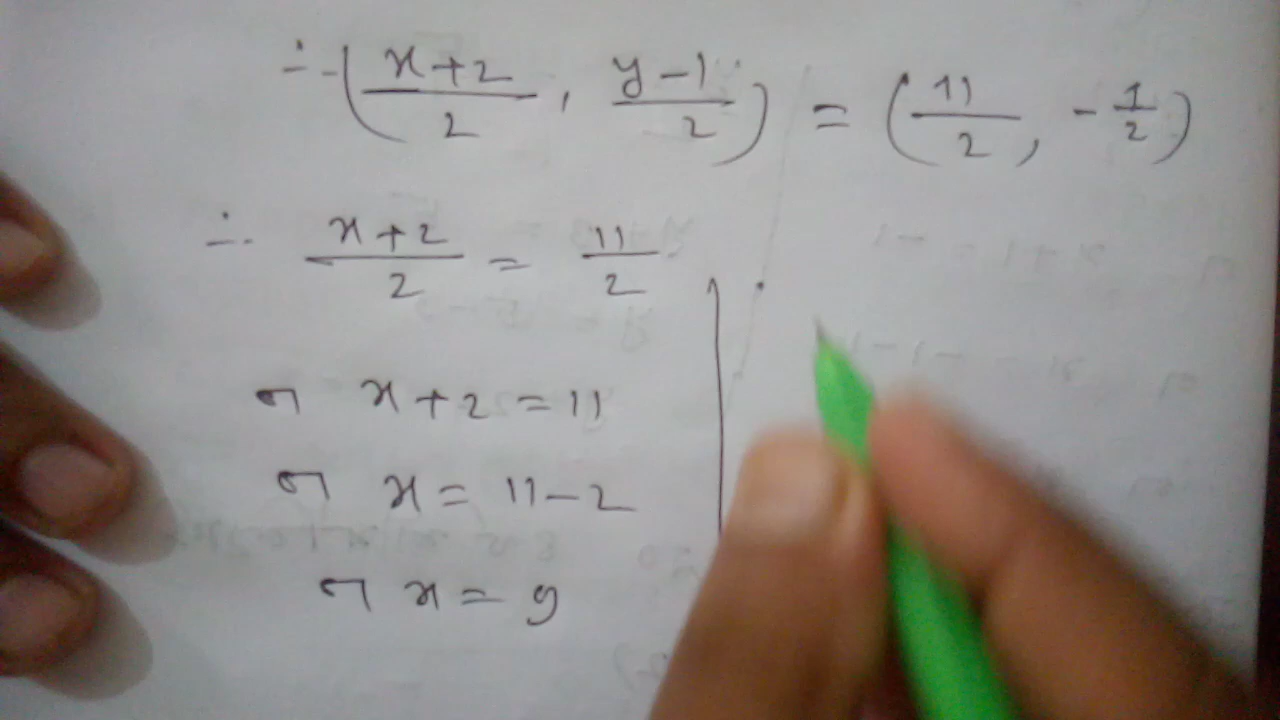 ∴ (x+2/2, y-1/2) = (11/2, -1/2)
∴ x+2/2 = 11/2
x+2 = 11
x = 11-2
x = 9